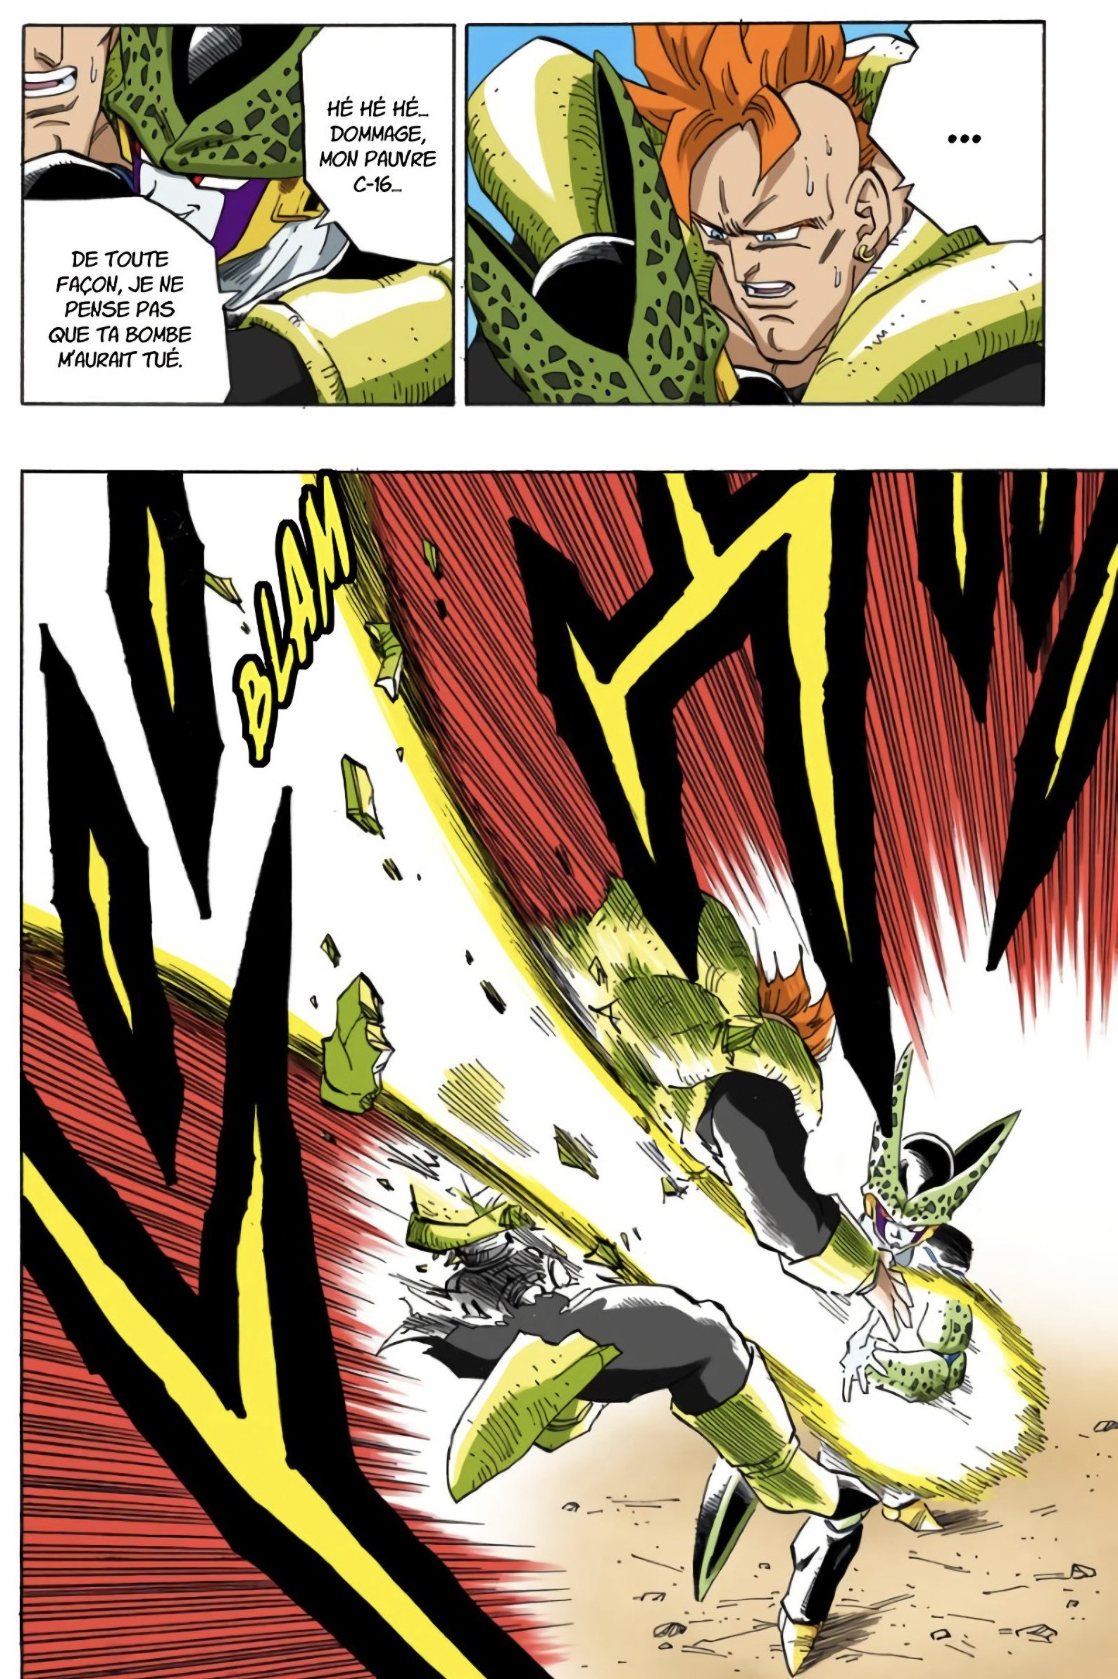 HÉ HÉ HÉ...
DOMMAGE,
MON PAUVRE
C-16...
DE TOUTE
FAÇON, JE NE
PENSE PAS
QUE TA BOMBE
M'AURAIT TUÉ.
...
BLAM